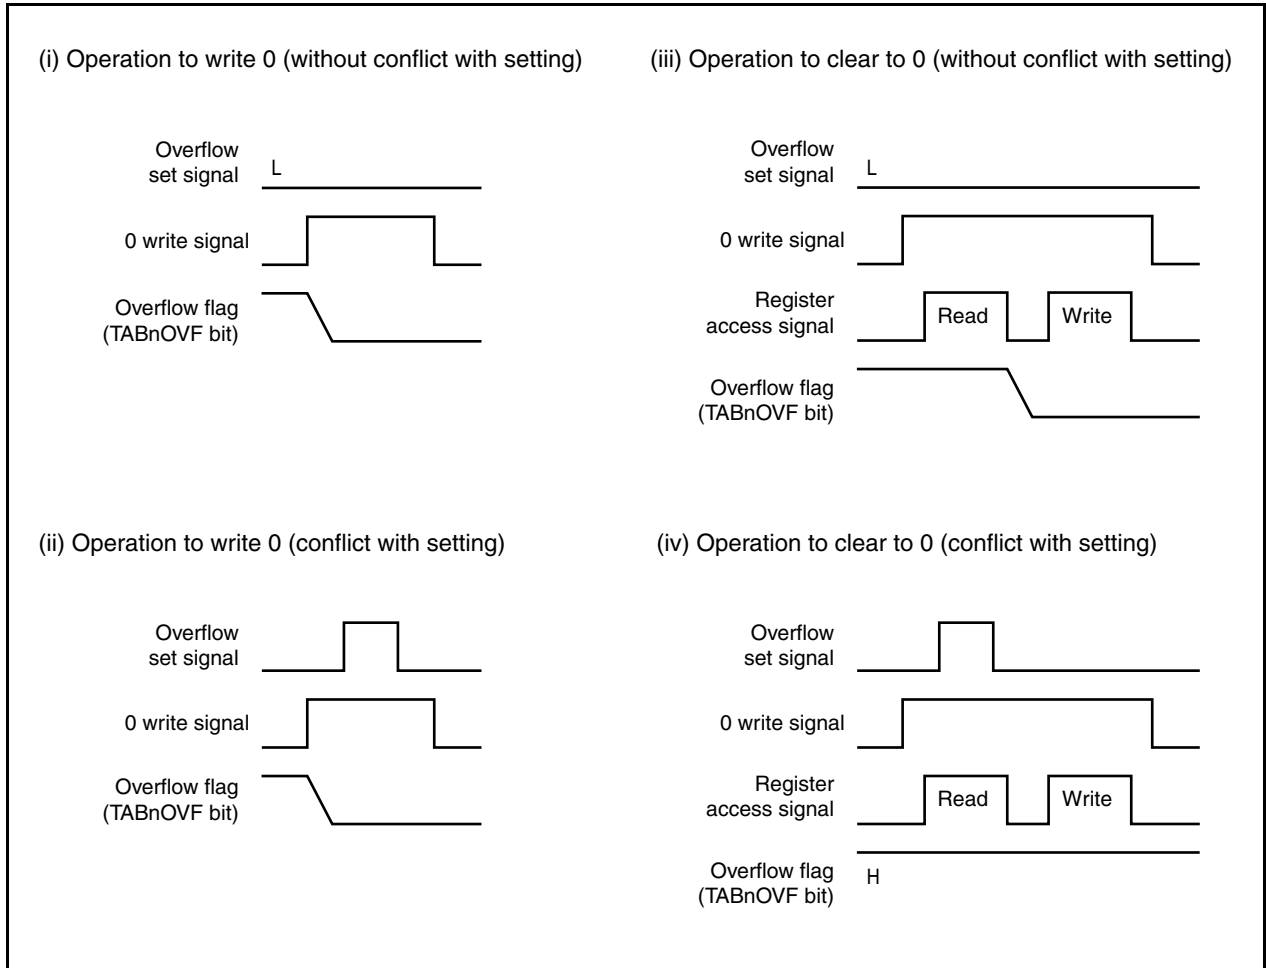 (i) Operation to write 0 (without conflict with setting)
Overflow
set signal
L
0 write signal
Overflow flag
(TABnOVF bit)
(iii) Operation to clear to 0 (without conflict with setting)
Overflow
set signal
L
0 write signal
Register
access signal
Read
Write
Overflow flag
(TABnOVF bit)
(ii) Operation to write 0 (conflict with setting)
Overflow
set signal
0 write signal
Overflow flag
(TABnOVF bit)
(iv) Operation to clear to 0 (conflict with setting)
Overflow
set signal
0 write signal
Register
access signal
Read
Write
Overflow flag
(TABnOVF bit)
H